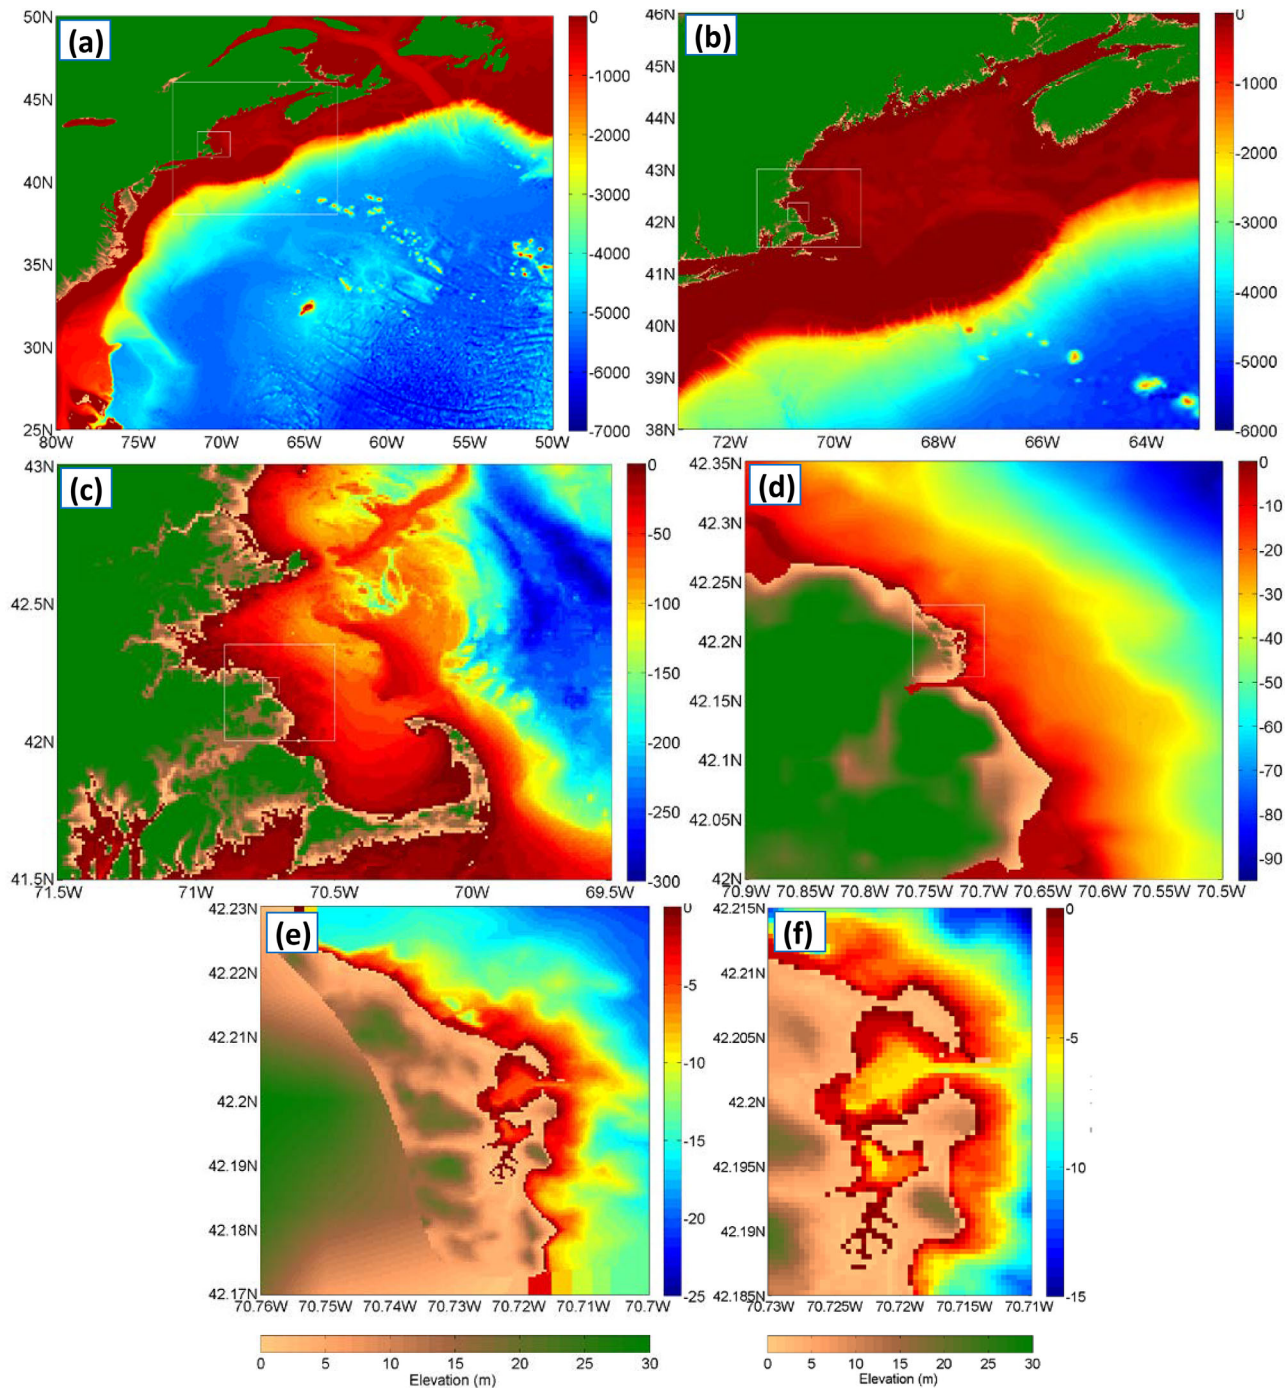 (a)
50N
45N
40N
35N
30N
25N
80W 75W 70W 65W 60W 55W 50W
0
-1000
-2000
-3000
-4000
-5000
-6000
-7000
(b)
46N
45N
44N
43N
42N
41N
40N
39N
38N
72W 70W 68W 66W 64W
0
-1000
-2000
-3000
-4000
-5000
-6000
(c)
43N
42.5N
42N
41.5N
71.5W 71W 70.5W 70W 69.5W
0
-50
-100
-150
-200
-250
-300
(d)
42.35N
42.3N
42.25N
42.2N
42.15N
42.1N
42.05N
42N
70.9W 70.85W 70.8W 70.75W 70.7W 70.65W 70.6W 70.55W 70.5W
0
-10
-20
-30
-40
-50
-60
-70
-80
-90
(e)
42.23N
42.22N
42.21N
42.2N
42.19N
42.18N
42.17N
70.76W 70.75W 70.74W 70.73W 70.72W 70.71W 70.7W
0
-5
-10
-15
-20
-25
(f)
42.215N
42.21N
42.205N
42.2N
42.195N
42.19N
42.185N
70.73W 70.725W 70.72W 70.715W 70.71W
0
-5
-10
-15
0 5 10 15 20 25 30
Elevation (m)
0 5 10 15 20 25 30
Elevation (m)